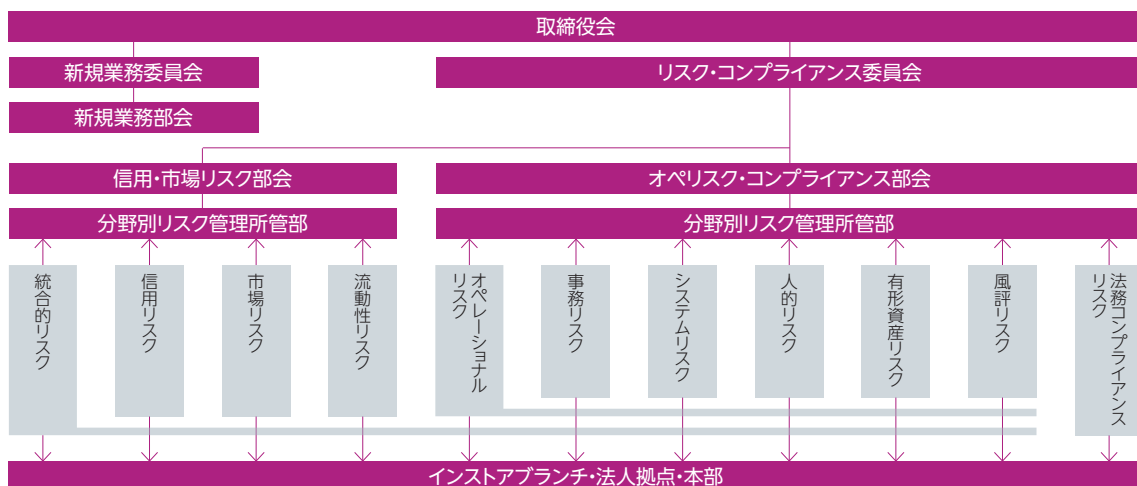 取締役会
新規業務委員会
リスク・コンプライアンス委員会
新規業務部会
信用・市場リスク部会
オペリスク・コンプライアンス部会
分野別リスク管理所管部
分野別リスク管理所管部
統合的リスク
信用リスク
市場リスク
流動性リスク
オペレーショナル
リスク
事務リスク
システムリスク
人的リスク
有形資産リスク
風評リスク
法務コンプライアンス
リスク
インストアブランチ・法人拠点・本部